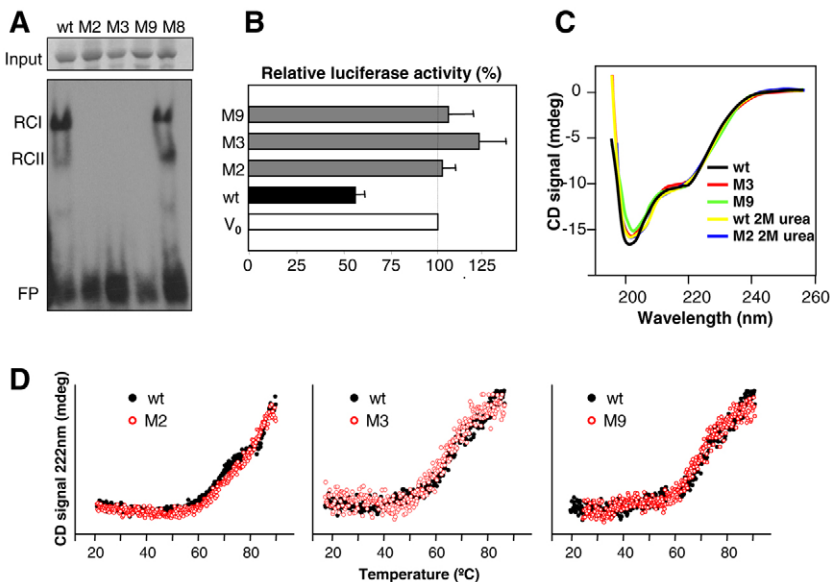 A
wt M2 M3 M9 M8
Input
RCI
RCII
FP
B
Relative luciferase activity (%)
M9
M3
M2
wt
V0
0 25 50 75 100 125
C
CD signal (mdeg)
0
-5
-10
-15
wt
M3
M9
wt 2M urea
M2 2M urea
200 220 240 260
Wavelength (nm)
D
CD signal 222nm (mdeg)
wt
M2
20 40 60 80
wt
M3
20 40 60 80
wt
M9
20 40 60 80
Temperature (ºC)